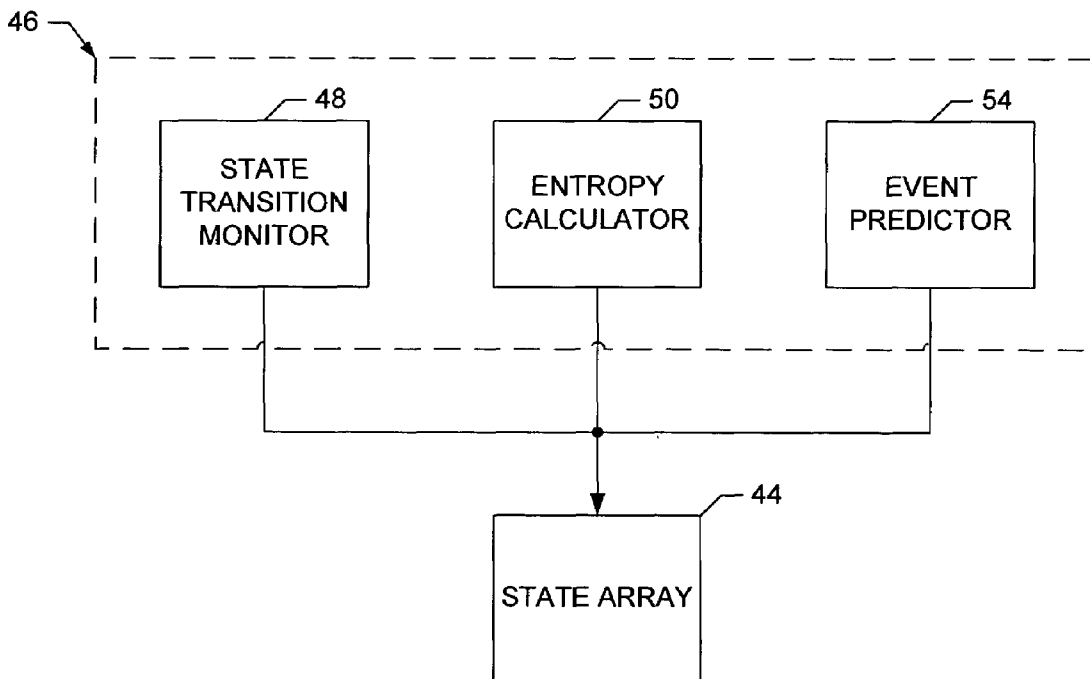 46
48
50
54
STATE
TRANSITION
MONITOR
ENTROPY
CALCULATOR
EVENT
PREDICTOR
44
STATE ARRAY